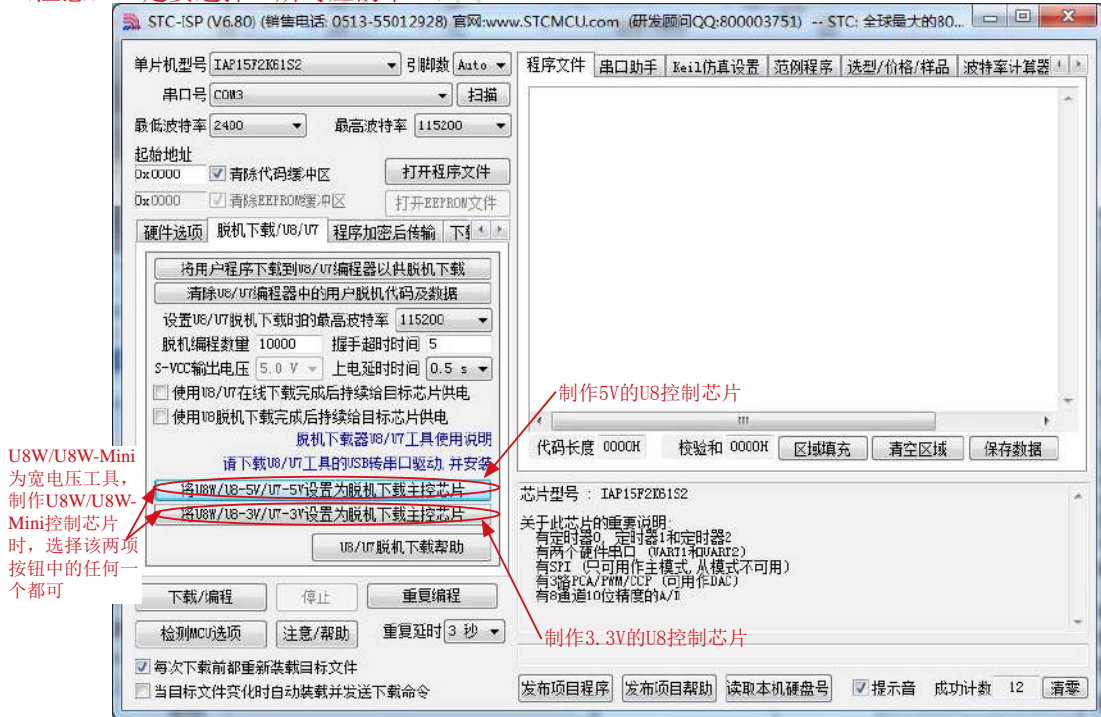 STC-ISP (V6.80) (销售电话: 0513-55012928) 官网:www.STCMCU.com (研发顾问QQ:800003751) -- STC: 全球最大的80...
单片机型号 IAP15F2K61S2 引脚数 Auto
串口号 COM3 扫描
最低波特率 2400 最高波特率 115200
起始地址
0x0000 清除代码缓冲区 打开程序文件
0x0000 清除EEPROM缓冲区 打开EEPROM文件
硬件选项 脱机下载/U8/U7 程序加密后传输
将用户程序下载到U8/U7编程器以供脱机下载
清除U8/U7编程器中的用户脱机代码及数据
设置U8/U7脱机下载时的最高波特率 115200
脱机编程数量 10000 握手超时时间 5
S-VCC输出电压 5.0 V 上电延时时间 0.5 s
使用U8/U7在线下载完成后持续给目标芯片供电
使用U8脱机下载完成后持续给目标芯片供电
脱机下载器U8/U7工具使用说明
请下载U8/U7工具的USB转串口驱动,并安装
将U8W/U8-5V/U7-5V设置为脱机下载主控芯片
将U8W/U8-3V/U7-3V设置为脱机下载主控芯片
U8/U7脱机下载帮助
下载/编程 停止 重复编程
检测MCU选项 注意/帮助 重复延时 3 秒
每次下载前都重新装载目标文件
当目标文件变化时自动装载并发送下载命令
U8W/U8W-Mini
为宽电压工具,
制作U8W/U8W-
Mini控制芯片
时,选择该两项
按钮中的任何一
个都可
程序文件 串口助手 Keil仿真设置 范例程序 选型/价格/样品 波特率计算器
制作5V的U8控制芯片
代码长度 0000H 校验和 0000H 区域填充 清空区域 保存数据
芯片型号 : IAP15F2K61S2
关于此芯片的重要说明:
有定时器0, 定时器1和定时器2
有两个硬件串口 (UART1和UART2)
有SPI (只可用作主模式,从模式不可用)
有3路PCA/PWM/CCP (可用作DAC)
有8通道10位精度的A/D
制作3.3V的U8控制芯片
发布项目程序 发布项目帮助 读取本机硬盘号 提示音 成功计数 12 清零